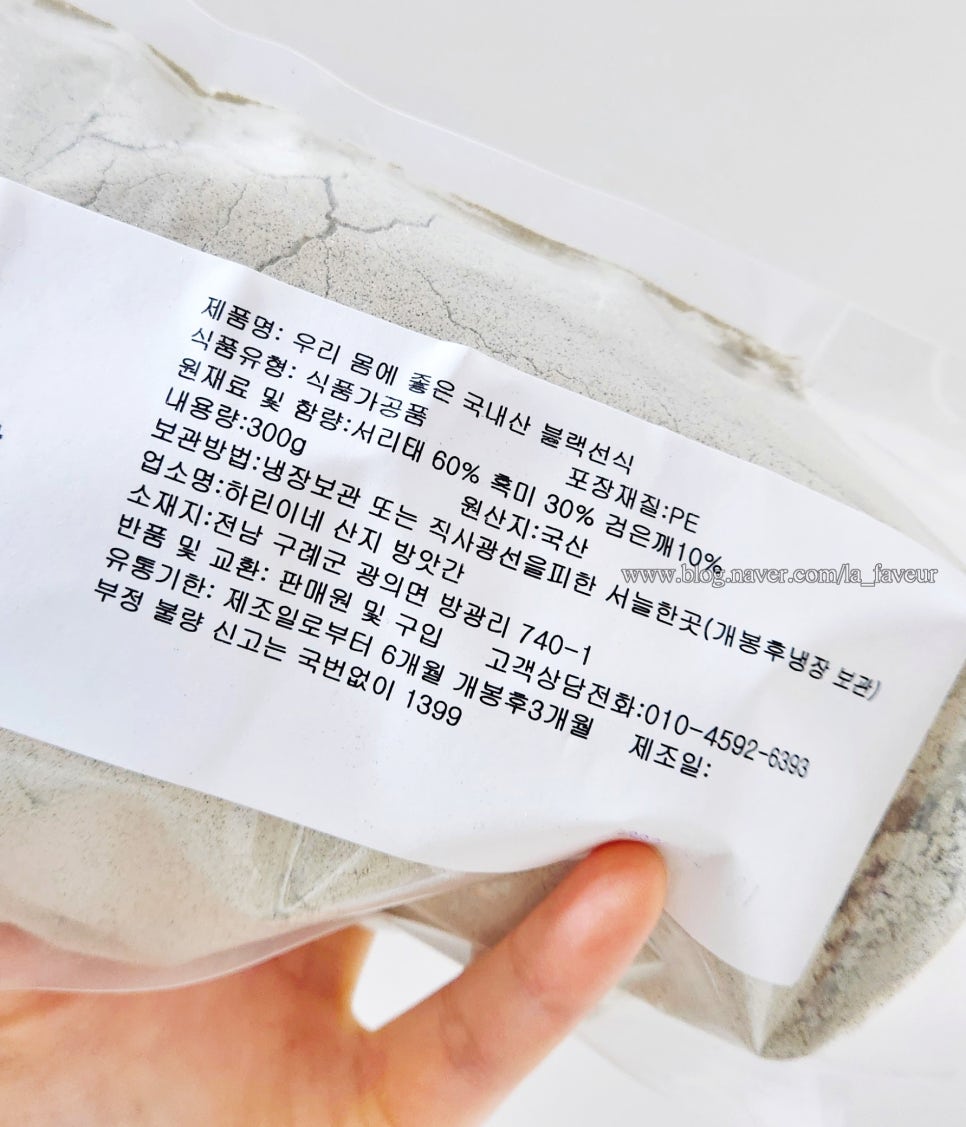 제품명: 우리 몸에 좋은 국내산 블랙선식
식품유형: 식품가공품 포장재질:PE
원재료 및 함량:서리태 60% 흑미 30% 검은깨10%
내용량:300g 원산지:국산
보관방법:냉장보관 또는 직사광선을피한 서늘한곳(개봉후냉장 보관)
업소명:하린이네 산지 방앗간
소재지:전남 구례군 광의면 방광리 740-1
반품 및 교환: 판매원 및 구입 고객상담전화:010-4592-6393
유통기한: 제조일로부터 6개월 개봉후3개월 제조일:
부정 불량 신고는 국번없이 1399
www.blog.naver.com/la_faveur